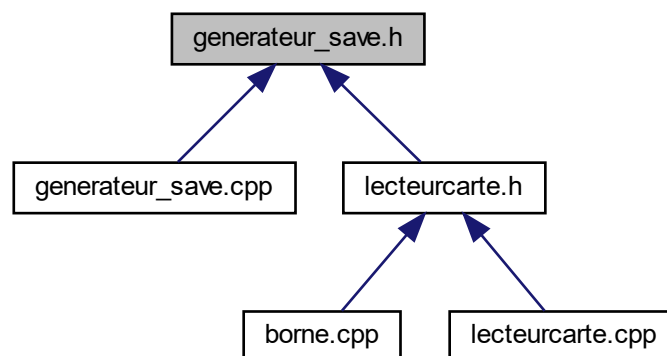 generateur_save.h
generateur_save.cpp
lecteurcarte.h
borne.cpp
lecteurcarte.cpp